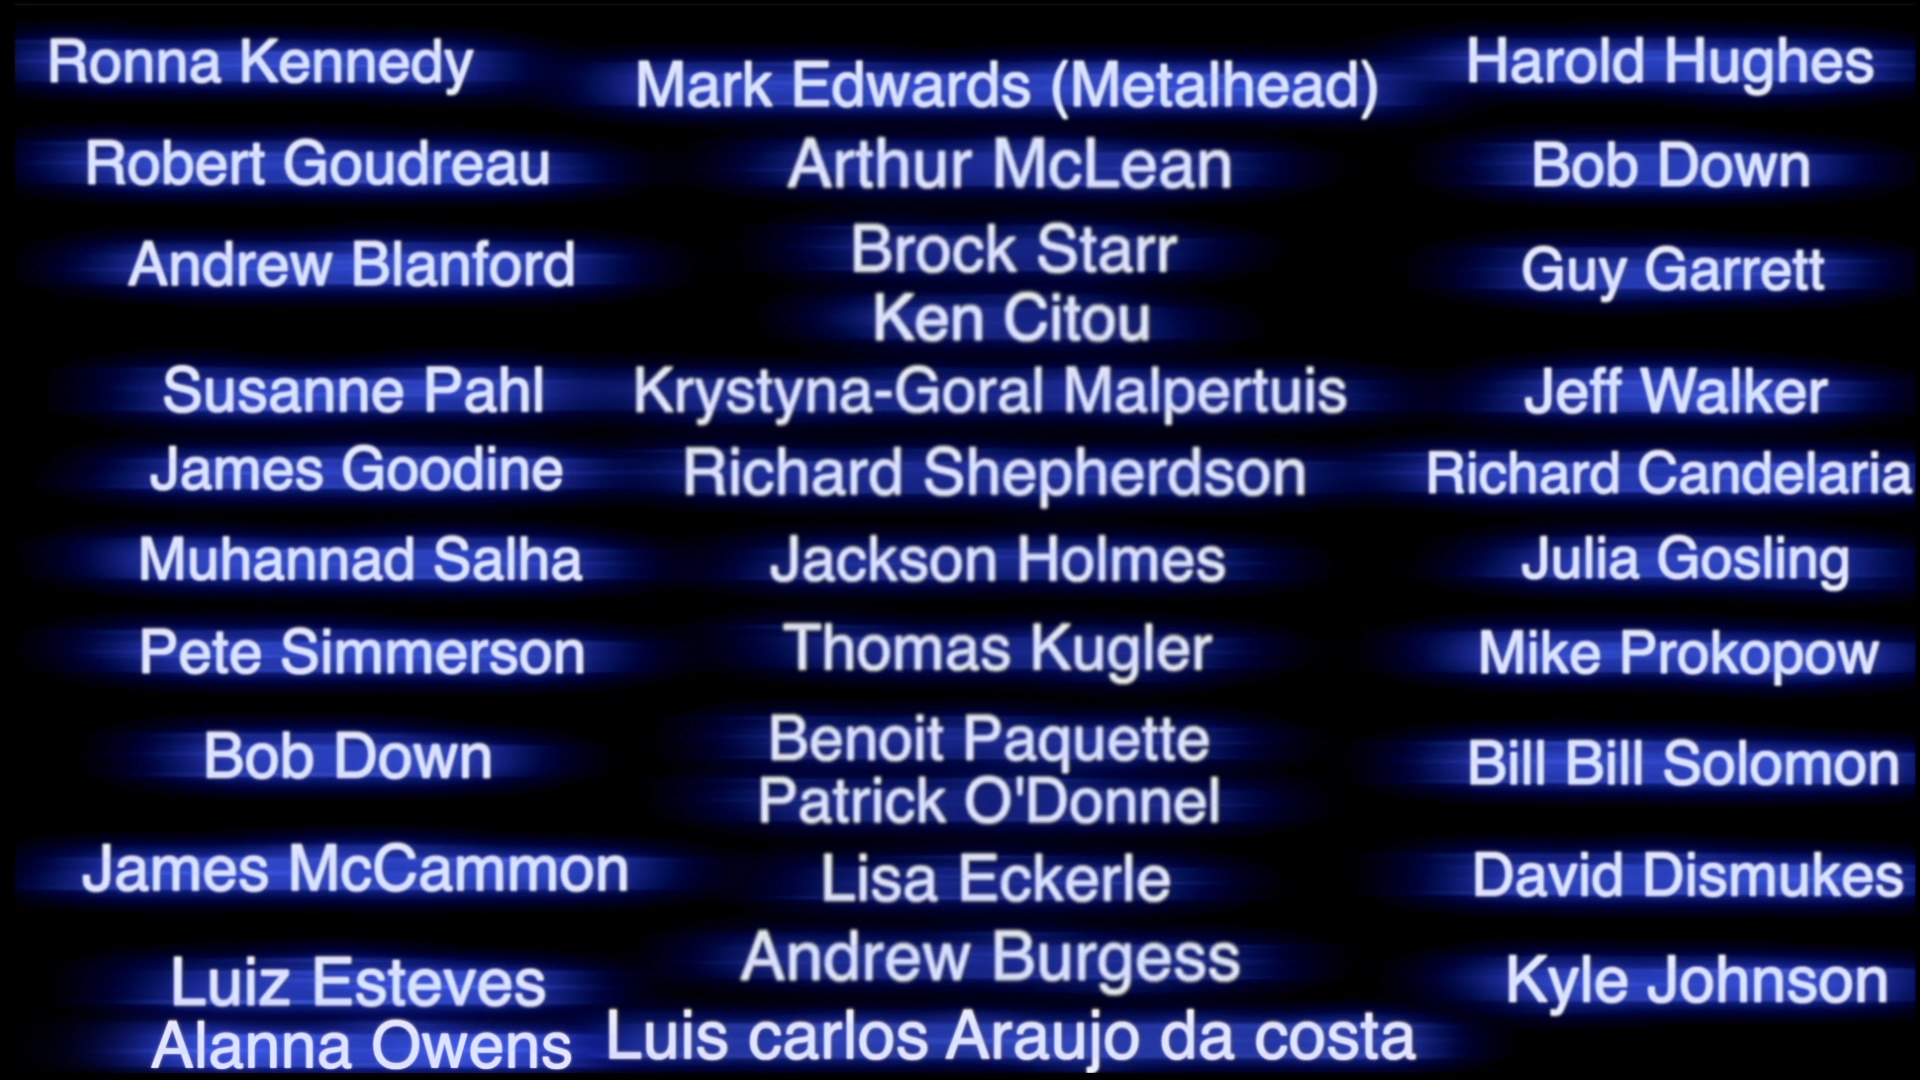 Ronna Kennedy
Robert Goudreau
Andrew Blanford
Susanne Pahl
James Goodine
Muhannad Salha
Pete Simmerson
Bob Down
James McCammon
Luiz Esteves
Alanna Owens
Mark Edwards (Metalhead)
Arthur McLean
Brock Starr
Ken Citou
Krystyna-Goral Malpertuis
Richard Shepherdson
Jackson Holmes
Thomas Kugler
Benoit Paquette
Patrick O'Donnel
Lisa Eckerle
Andrew Burgess
Luis carlos Araujo da costa
Harold Hughes
Bob Down
Guy Garrett
Jeff Walker
Richard Candelaria
Julia Gosling
Mike Prokopow
Bill Bill Solomon
David Dismukes
Kyle Johnson